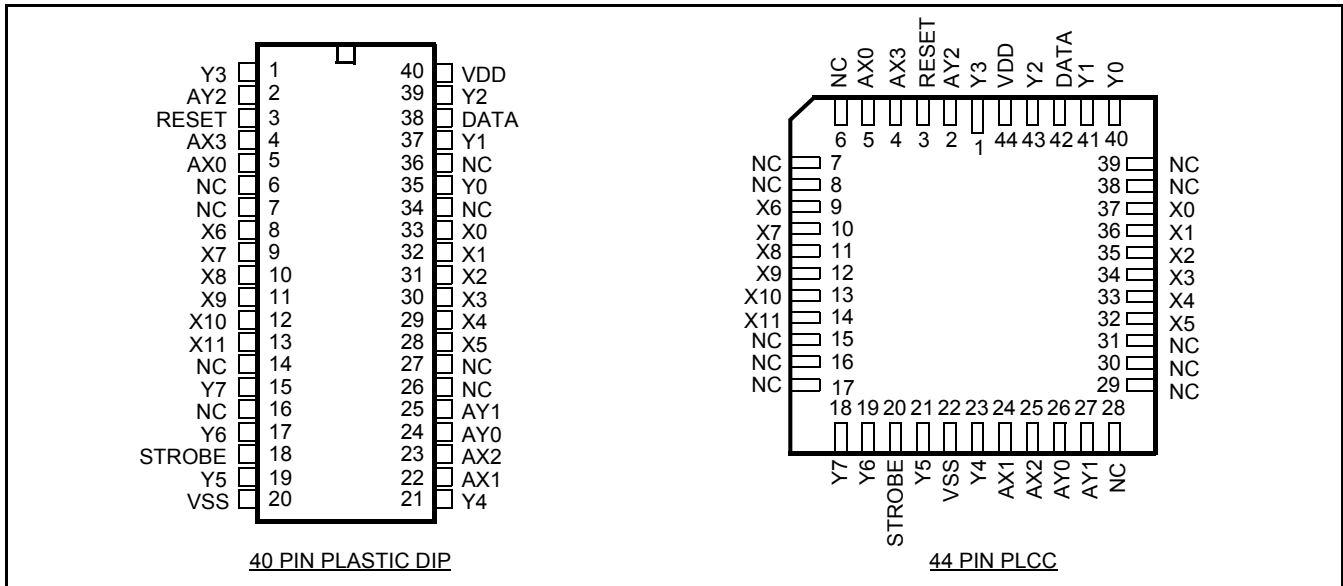 Y3 1 40 VDD
AY2 2 39 Y2
RESET 3 38 DATA
AX3 4 37 Y1
AX0 5 36 NC
NC 6 35 Y0
NC 7 34 NC
X6 8 33 X0
X7 9 32 X1
X8 10 31 X2
X9 11 30 X3
X10 12 29 X4
X11 13 28 X5
NC 14 27 NC
Y7 15 26 NC
NC 16 25 AY1
Y6 17 24 AY0
STROBE 18 23 AX2
Y5 19 22 AX1
VSS 20 21 Y4
40 PIN PLASTIC DIP
NC AX0 AX3 RESET AY2 Y3 VDD Y2 DATA Y1 Y0
6 5 4 3 2 1 44 43 42 41 40
NC 7 39 NC
NC 8 38 NC
X6 9 37 X0
X7 10 36 X1
X8 11 35 X2
X9 12 34 X3
X10 13 33 X4
X11 14 32 X5
NC 15 31 NC
NC 16 30 NC
NC 17 29 NC
18 19 20 21 22 23 24 25 26 27 28
Y7 Y6 STROBE Y5 VSS Y4 AX1 AX2 AY0 AY1 NC
44 PIN PLCC